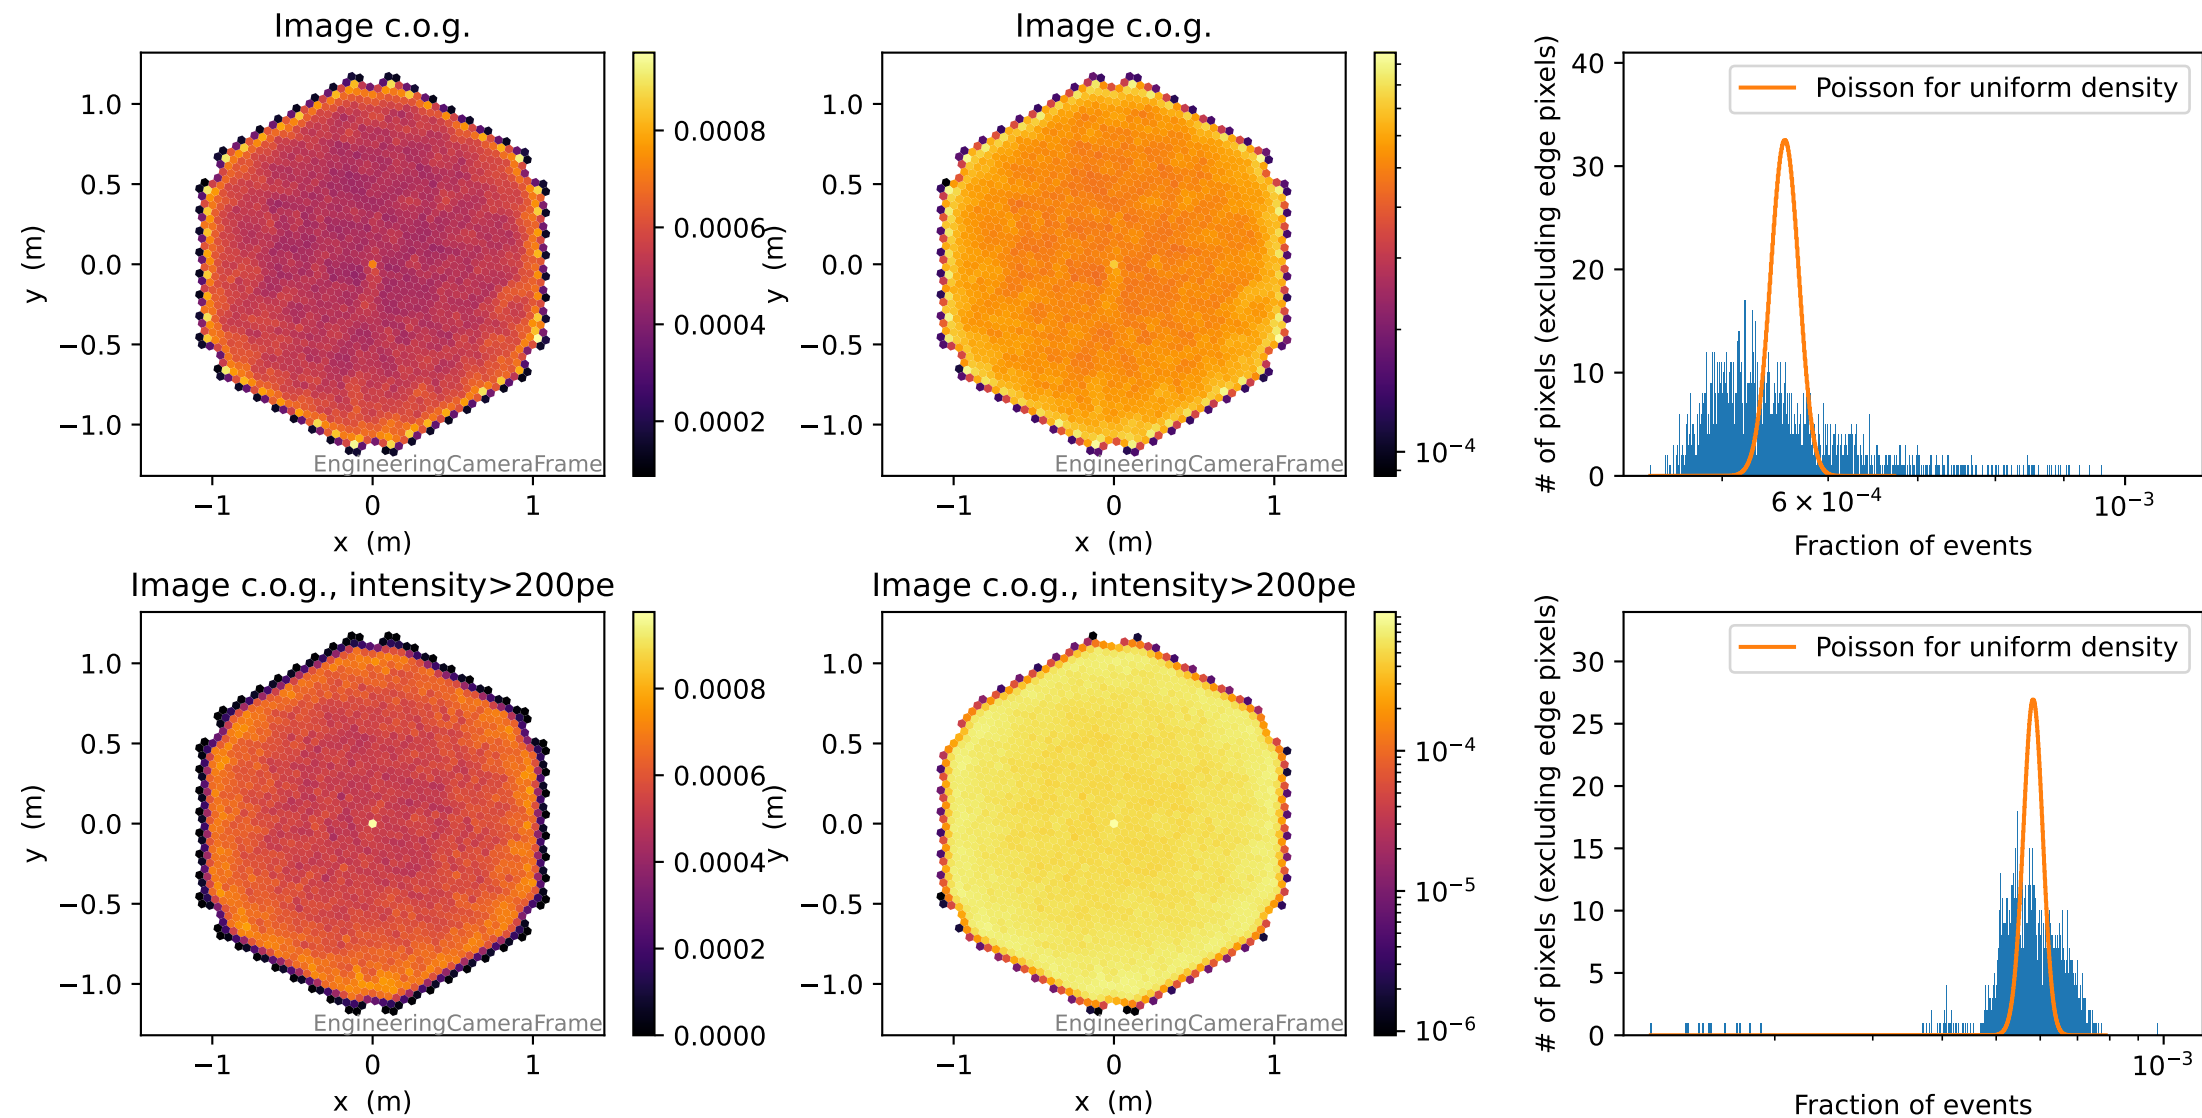 Image c.o.g.
1.0
0.5
0.0
−0.5
−1.0
y (m)
−1
0
1
x (m)
EngineeringCameraFrame
0.0008
0.0006
0.0004
0.0002
Image c.o.g.
1.0
0.5
0.0
−0.5
−1.0
y (m)
−1
0
1
x (m)
EngineeringCameraFrame
10⁻⁴
# of pixels (excluding edge pixels)
40
30
20
10
0
Poisson for uniform density
6 × 10⁻⁴
10⁻³
Fraction of events
Image c.o.g., intensity>200pe
1.0
0.5
0.0
−0.5
−1.0
y (m)
−1
0
1
x (m)
EngineeringCameraFrame
0.0008
0.0006
0.0004
0.0002
0.0000
Image c.o.g., intensity>200pe
1.0
0.5
0.0
−0.5
−1.0
y (m)
−1
0
1
x (m)
EngineeringCameraFrame
10⁻⁴
10⁻⁵
10⁻⁶
# of pixels (excluding edge pixels)
30
25
20
15
10
5
0
Poisson for uniform density
10⁻³
Fraction of events